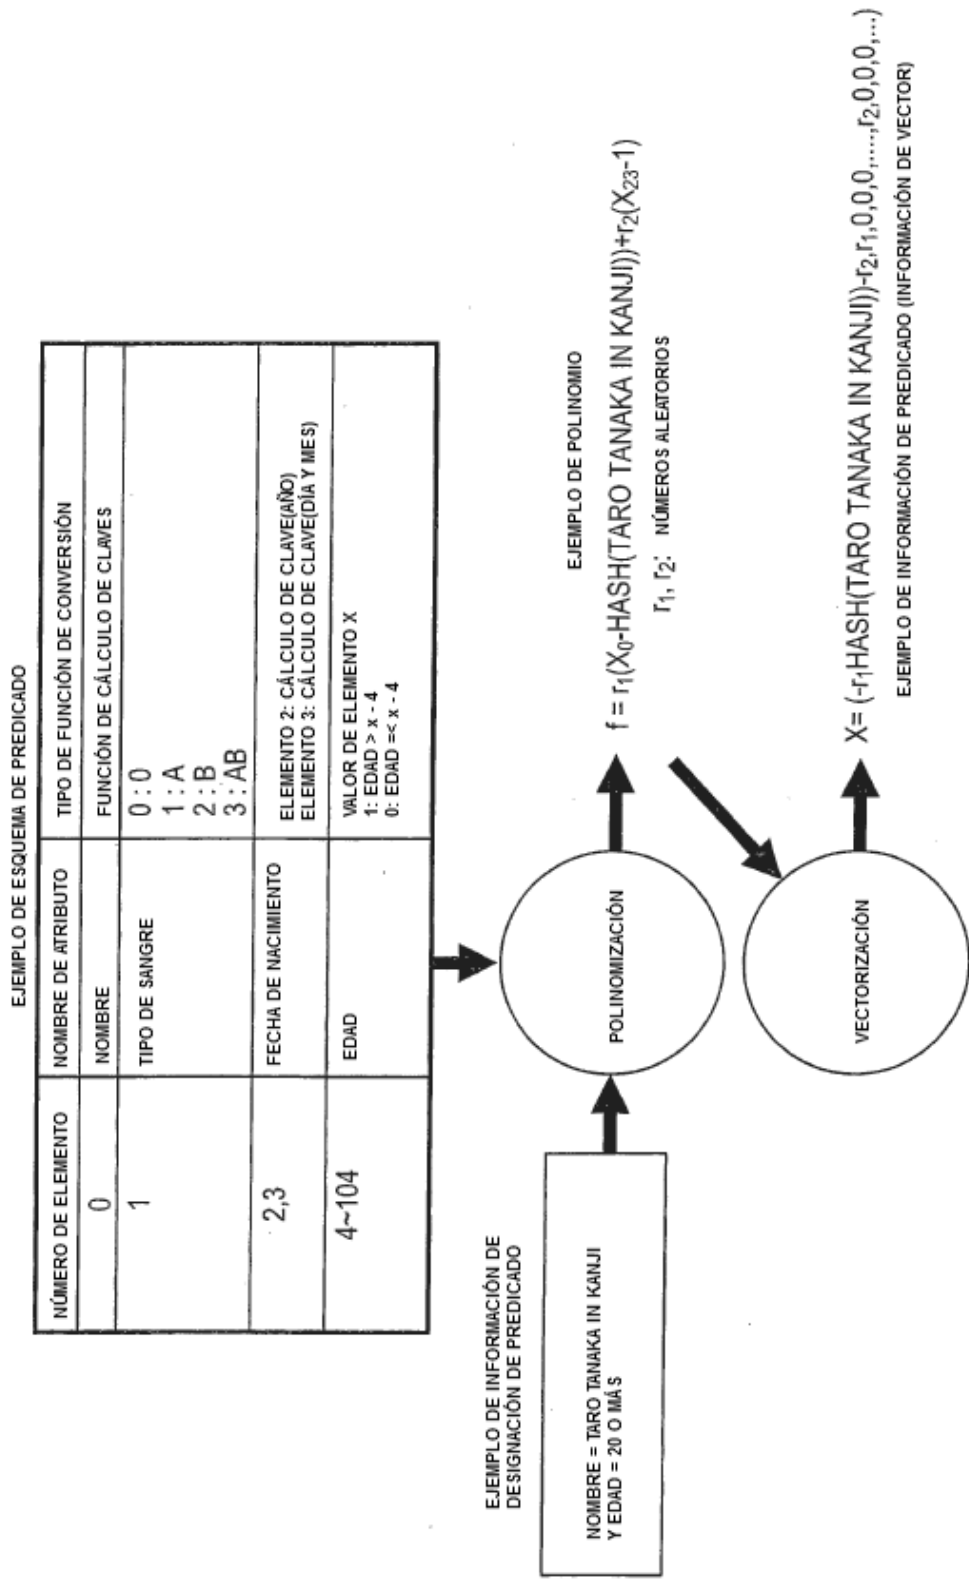 EJEMPLO DE ESQUEMA DE PREDICADO
NÚMERO DE ELEMENTO NOMBRE DE ATRIBUTO TIPO DE FUNCIÓN DE CONVERSIÓN
0 NOMBRE FUNCIÓN DE CÁLCULO DE CLAVES
1 TIPO DE SANGRE 0 : 0
1 : A
2 : B
3 : AB
2,3 FECHA DE NACIMIENTO ELEMENTO 2: CÁLCULO DE CLAVE(AÑO)
ELEMENTO 3: CÁLCULO DE CLAVE(DÍA Y MES)
4~104 EDAD VALOR DE ELEMENTO X
1: EDAD > x - 4
0: EDAD =< x - 4
EJEMPLO DE INFORMACIÓN DE
DESIGNACIÓN DE PREDICADO
NOMBRE = TARO TANAKA IN KANJI
Y EDAD = 20 O MÁS
POLINOMIZACIÓN
EJEMPLO DE POLINOMIO
f = r₁(X₀-HASH(TARO TANAKA IN KANJI))+r₂(X₂₃-1)
r₁, r₂: NÚMEROS ALEATORIOS
VECTORIZACIÓN
X= (-r₁HASH(TARO TANAKA IN KANJI))-r₂,r₁,0,0,0,....,r₂,0,0,0,...)
EJEMPLO DE INFORMACIÓN DE PREDICADO (INFORMACIÓN DE VECTOR)